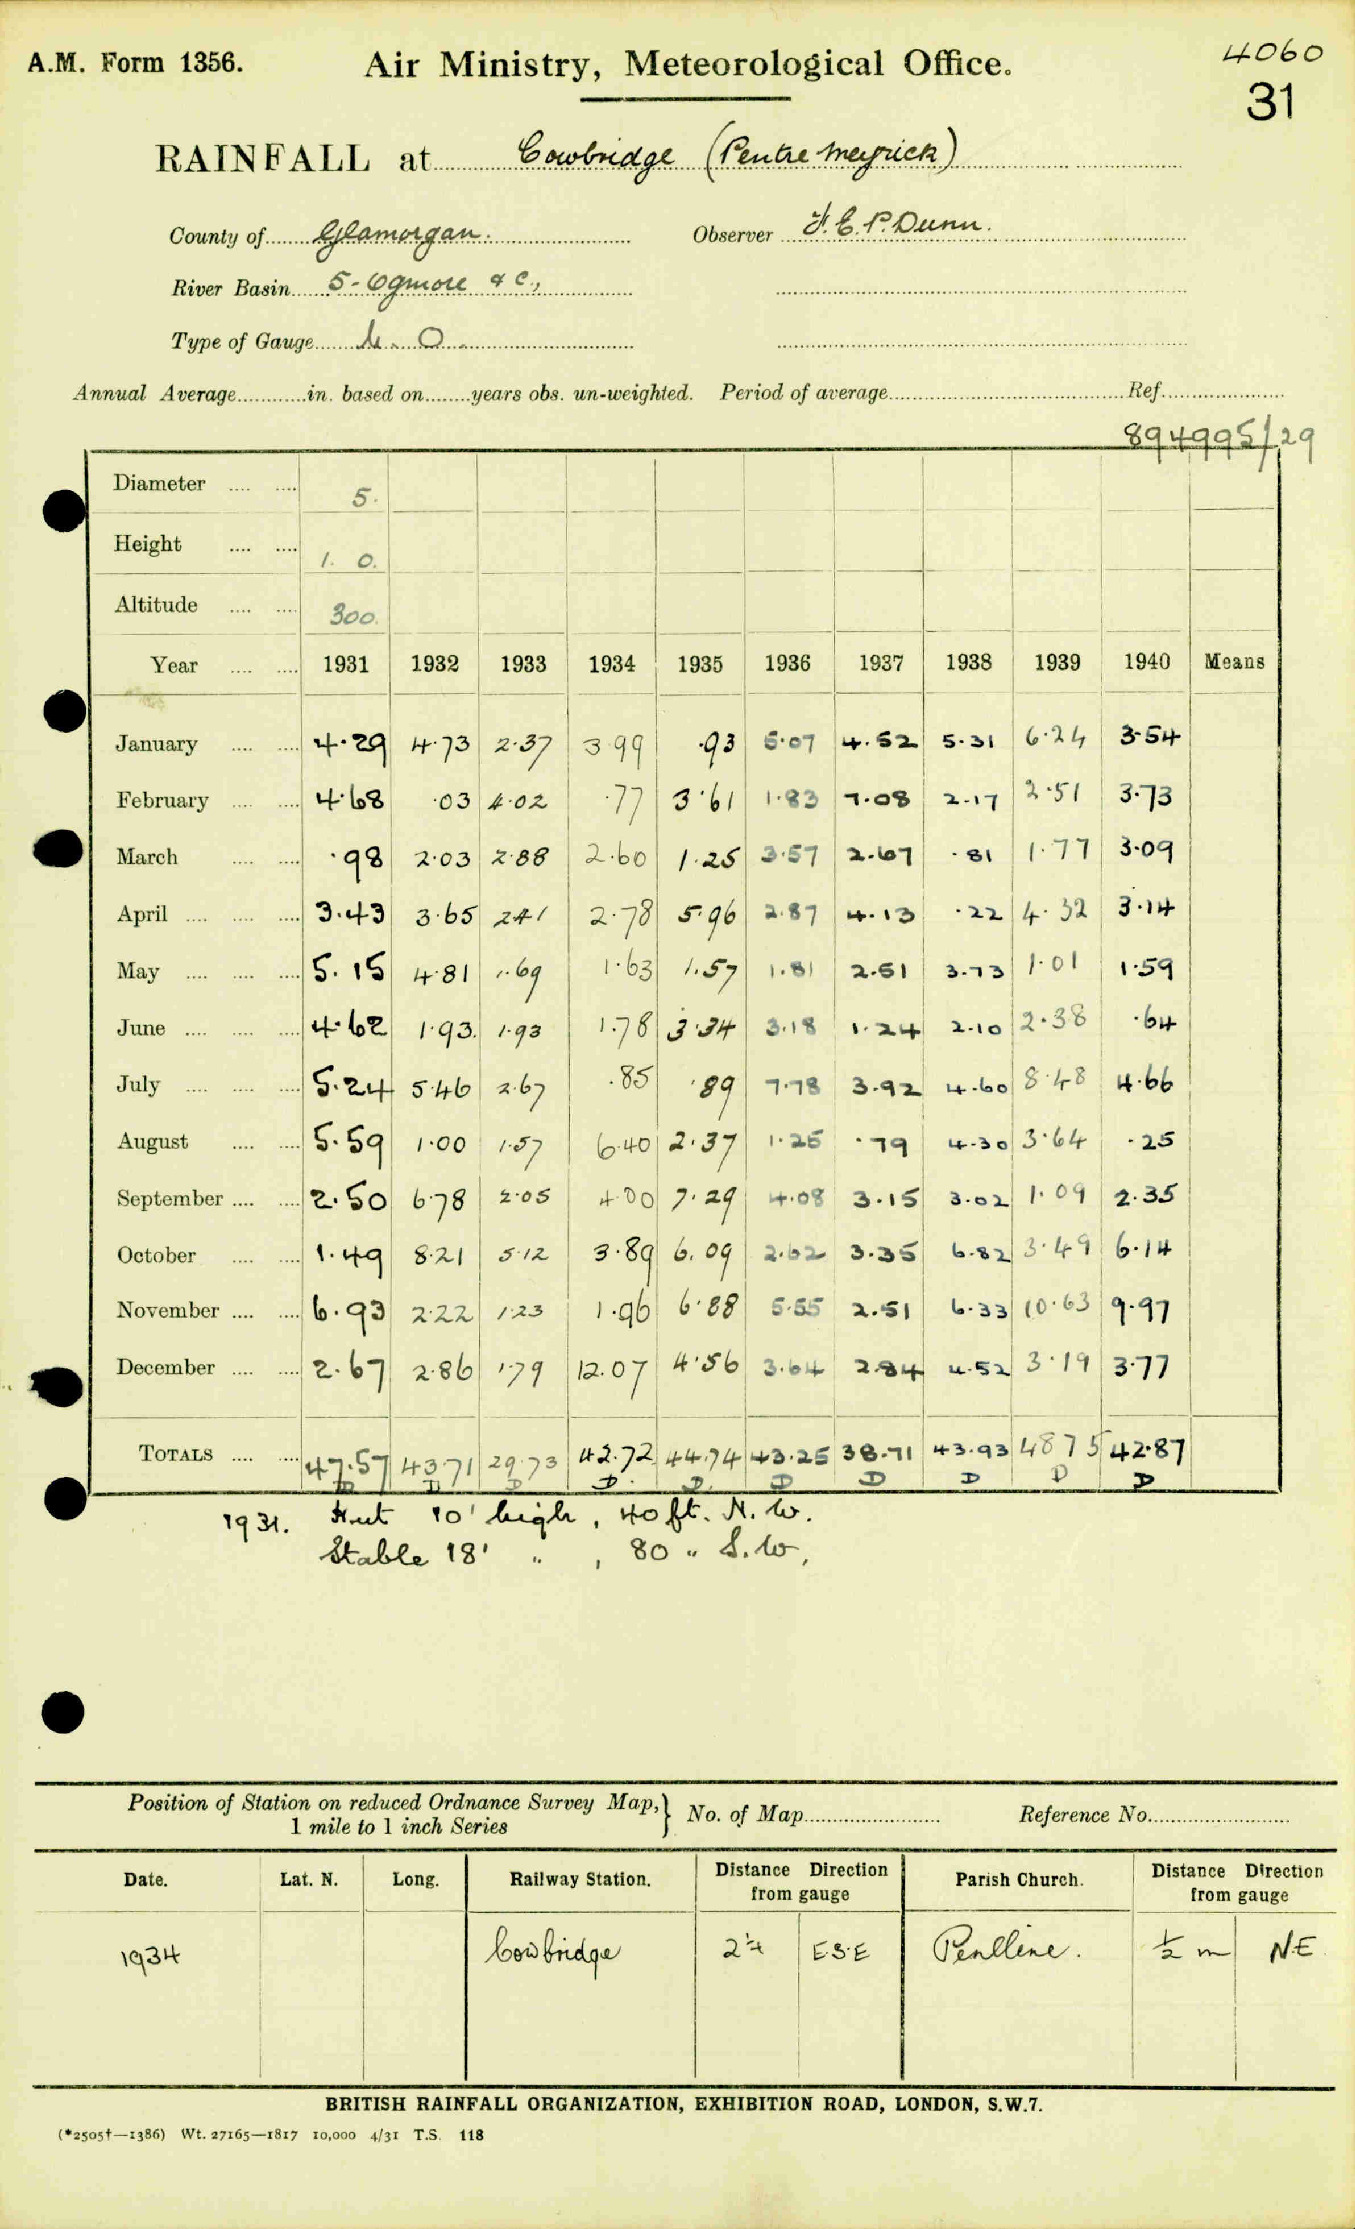 A.M. Form 1356. Air Ministry, Meteorological Office. 4060
31
RAINFALL at Cowbridge (Pentre Meyrick)
County of Glamorgan. Observer F. E. P. Dunn.
River Basin 5 - Ogmore & c.,
Type of Gauge M. O.
Annual Average in. based on years obs. un-weighted. Period of average Ref.
894995/29
Diameter 5.
Height 1. 0.
Altitude 300.
Year 1931 1932 1933 1934 1935 1936 1937 1938 1939 1940 Means
January 4.29 4.73 2.37 3.99 .93 5.07 4.52 5.31 6.24 3.54
February 4.68 .03 4.02 .77 3.61 1.83 7.08 2.17 2.51 3.73
March .98 2.03 2.88 2.60 1.25 3.57 2.67 .81 1.77 3.09
April 3.43 3.65 2.41 2.78 5.96 2.87 4.13 .22 4.32 3.14
May 5.15 4.81 1.69 1.63 1.57 1.81 2.51 3.73 1.01 1.59
June 4.62 1.93. 1.93 1.78 3.34 3.18 1.24 2.10 2.38 .64
July 5.24 5.46 2.67 .85 .89 7.78 3.92 4.60 8.48 4.66
August 5.59 1.00 1.57 6.40 2.37 1.25 .79 4.30 3.64 .25
September 2.50 6.78 2.05 4.00 7.29 4.08 3.15 3.02 1.09 2.35
October 1.49 8.21 5.12 3.89 6.09 2.62 3.35 6.82 3.49 6.14
November 6.93 2.22 1.23 1.96 6.88 5.55 2.51 6.33 10.63 9.97
December 2.67 2.86 1.79 12.07 4.56 3.64 2.84 4.52 3.19 3.77
TOTALS 47.57 43.71 29.73 42.72 44.74 43.25 38.71 43.93 48 75 42.87
D D D D. D. D D D D D
1931. Hut 10' high, 40 ft. N.W.
Stable 18' " , 80 " S.W,
Position of Station on reduced Ordnance Survey Map, } No. of Map Reference No.
1 mile to 1 inch Series
Date. Lat. N. Long. Railway Station. Distance Direction from gauge Parish Church. Distance Direction from gauge
1934 Cowbridge 2¼ ESE Penlline. ½ m NE
BRITISH RAINFALL ORGANIZATION, EXHIBITION ROAD, LONDON, S.W.7.
(*2505†—1386) Wt. 27165—1817 10,000 4/31 T.S. 118